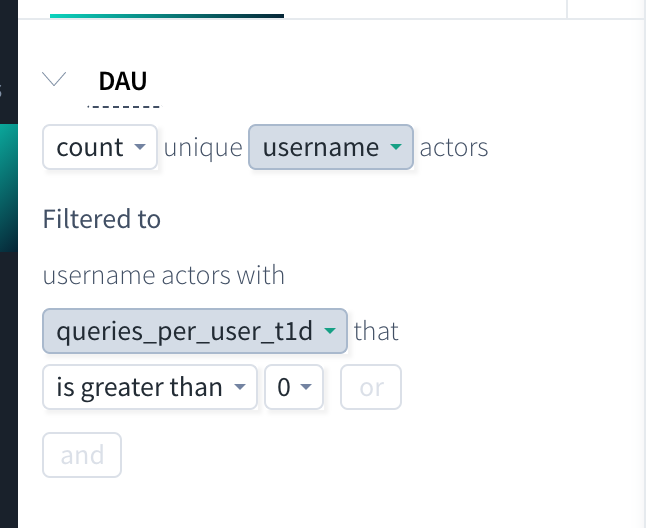 DAU
count unique username actors
Filtered to
username actors with
queries_per_user_t1d that
is greater than 0 or
and